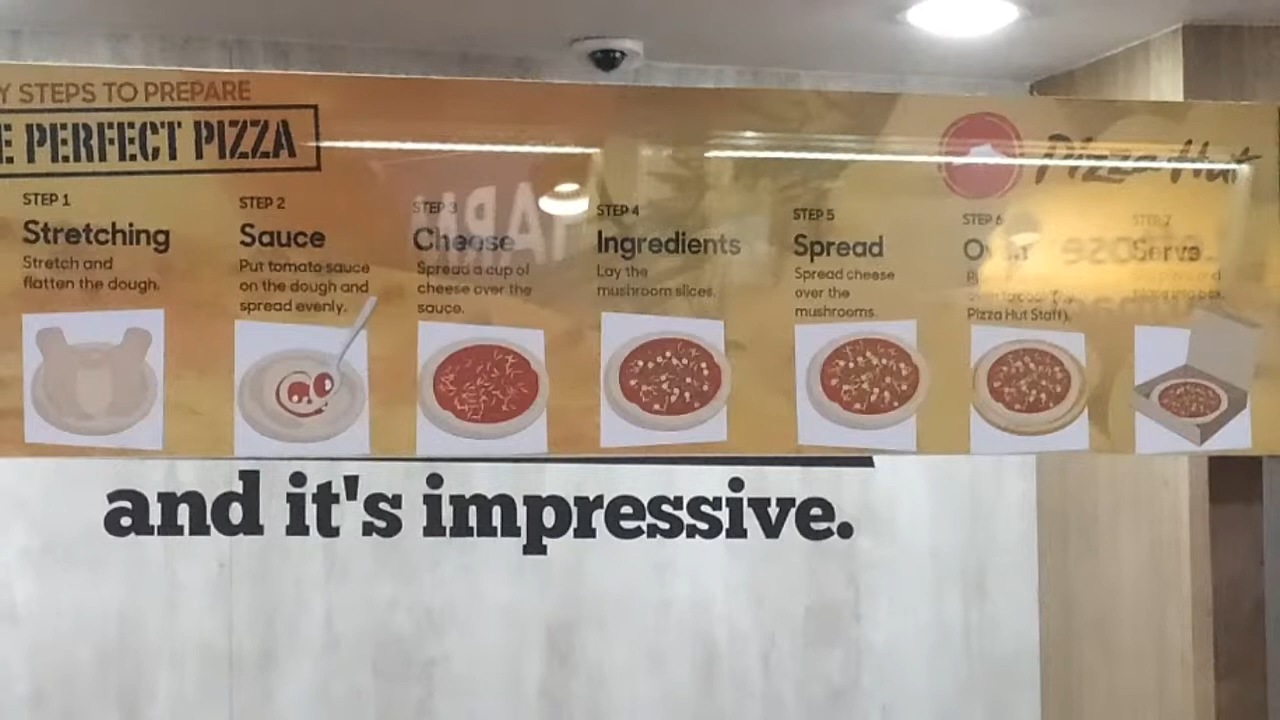 Y STEPS TO PREPARE
E PERFECT PIZZA
Pizza Hut
STEP 1
Stretching
Stretch and
flatten the dough.
STEP 2
Sauce
Put tomato sauce
on the dough and
spread evenly.
STEP 3
Cheese
Spread a cup of
cheese over the
sauce.
STEP 4
Ingredients
Lay the
mushroom slices.
STEP 5
Spread
Spread cheese
over the
mushrooms.
STEP 6
Pizza Hut Staff).
STEP 7
Serve
and it's impressive.